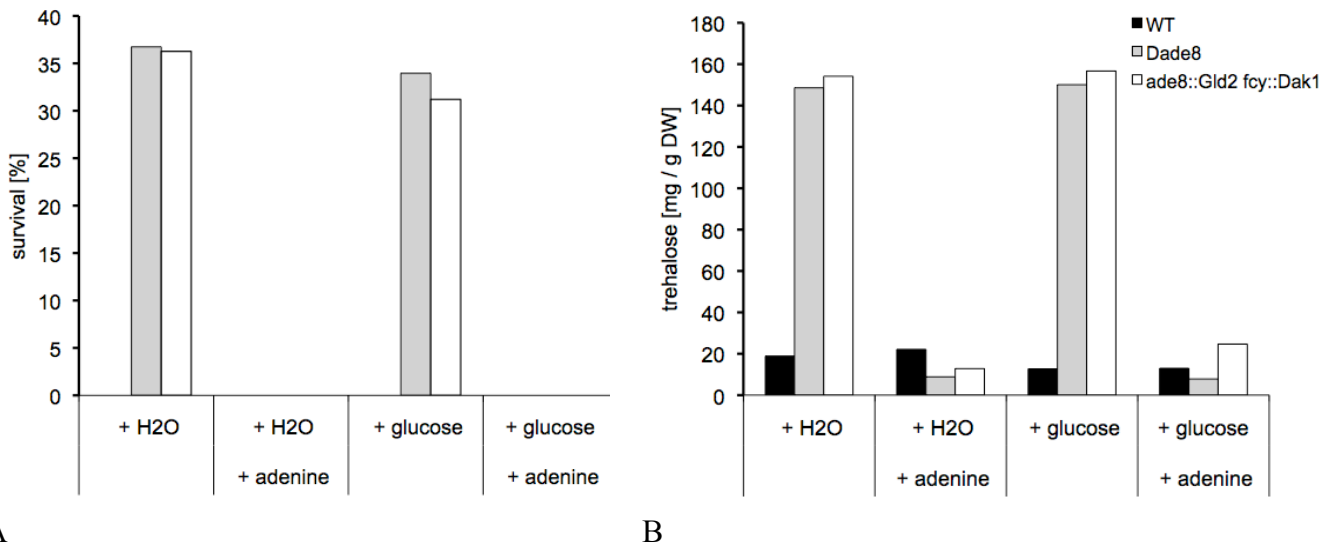 40
35
30
25
20
15
10
5
0
survival [%]
+ H2O
+ H2O
+ glucose
+ glucose
+ adenine
+ adenine
A
180
160
140
120
100
80
60
40
20
0
trehalose [mg / g DW]
WT
Dade8
ade8::Gld2 fcy::Dak1
+ H2O
+ H2O
+ glucose
+ glucose
+ adenine
+ adenine
B